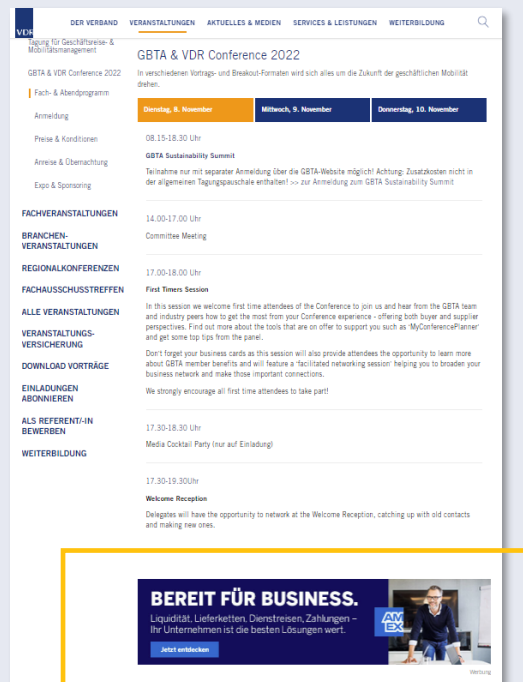 VDR
DER VERBAND VERANSTALTUNGEN AKTUELLES & MEDIEN SERVICES & LEISTUNGEN WEITERBILDUNG
Tagung für Geschäftsreise- &
Mobilitätsmanagement
GBTA & VDR Conference 2022
Fach- & Abendprogramm
Anmeldung
Preise & Konditionen
Anreise & Übernachtung
Expo & Sponsoring
FACHVERANSTALTUNGEN
BRANCHEN-
VERANSTALTUNGEN
REGIONALKONFERENZEN
FACHAUSSCHUSSTREFFEN
ALLE VERANSTALTUNGEN
VERANSTALTUNGS-
VERSICHERUNG
DOWNLOAD VORTRÄGE
EINLADUNGEN
ABONNIEREN
ALS REFERENT/-IN
BEWERBEN
WEITERBILDUNG
GBTA & VDR Conference 2022
In verschiedenen Vortrags- und Breakout-Formaten wird sich alles um die Zukunft der geschäftlichen Mobilität
drehen.
Dienstag, 8. November Mittwoch, 9. November Donnerstag, 10. November
08.15-18.30 Uhr
GBTA Sustainability Summit
Teilnahme nur mit separater Anmeldung über die GBTA-Website möglich! Achtung: Zusatzkosten nicht in
der allgemeinen Tagungspauschale enthalten! >> zur Anmeldung zum GBTA Sustainability Summit
14.00-17.00 Uhr
Committee Meeting
17.00-18.00 Uhr
First Timers Session
In this session we welcome first time attendees of the Conference to join us and hear from the GBTA team
and industry peers how to get the most from your Conference experience - offering both buyer and supplier
perspectives. Find out more about the tools that are on offer to support you such as 'MyConferencePlanner'
and get some top tips from the panel.
Don't forget your business cards as this session will also provide attendees the opportunity to learn more
about GBTA member benefits and will feature a 'facilitated networking session' helping you to broaden your
business network and make those important connections.
We strongly encourage all first time attendees to take part!
17.30-18.30 Uhr
Media Cocktail Party (nur auf Einladung)
17.30-19.30Uhr
Welcome Reception
Delegates will have the opportunity to network at the Welcome Reception, catching up with old contacts
and making new ones.
BEREIT FÜR BUSINESS.
Liquidität, Lieferketten, Dienstreisen, Zahlungen –
Ihr Unternehmen ist die besten Lösungen wert.
Jetzt entdecken
AM
EX
Werbung